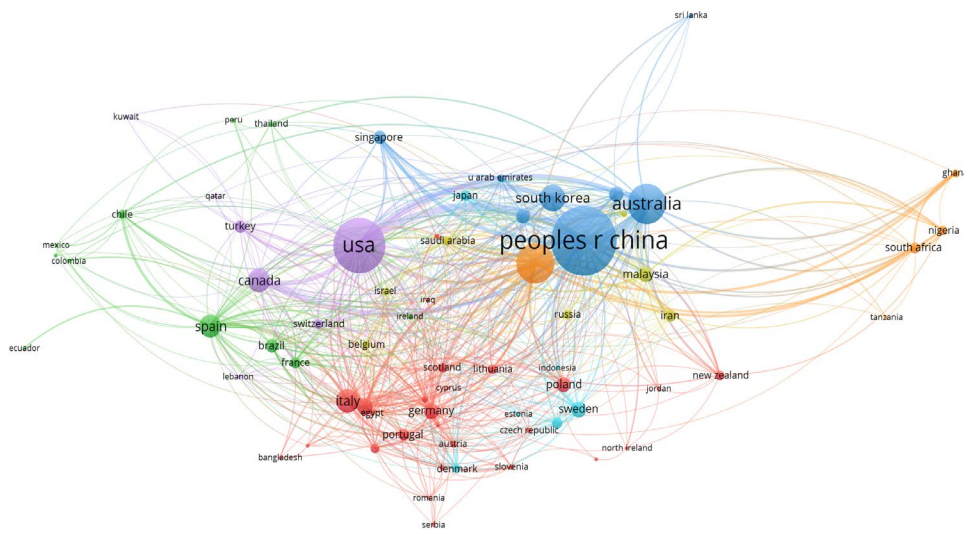 sri lanka
kuwait
peru
thailand
singapore
u arab emirates
ghana
qatar
japan
south korea
australia
chile
turkey
nigeria
usa
saudi arabia
peoples r china
south africa
mexico
colombia
canada
malaysia
israel
iraq
ireland
russia
iran
tanzania
spain
switzerland
ecuador
brazil
belgium
france
lebanon
scotland
lithuania
indonesia
new zealand
cyprus
poland
jordan
italy
egypt
germany
estonia
sweden
portugal
czech republic
austria
north ireland
bangladesh
denmark
slovenia
romania
serbia